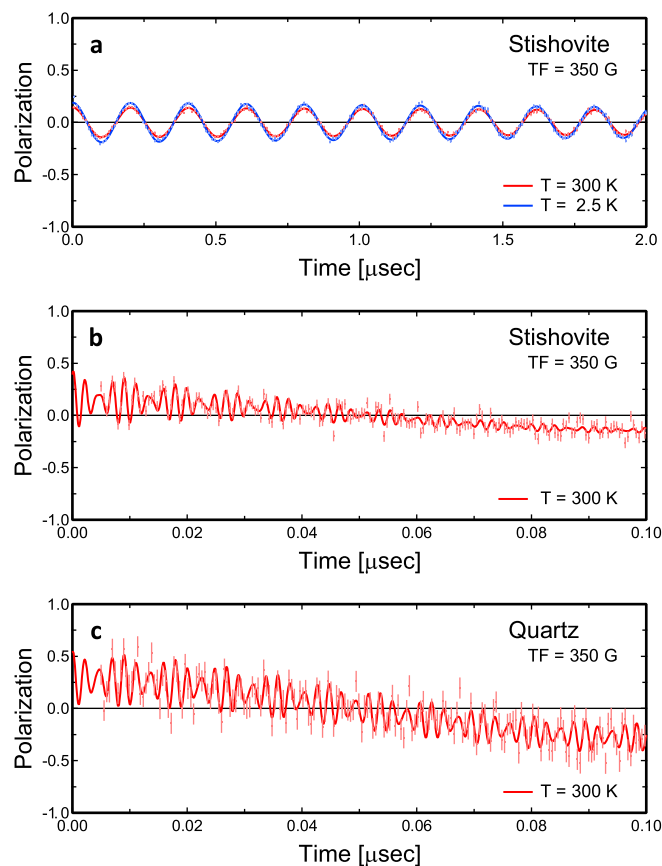 a
Stishovite
TF = 350 G
1.0
0.5
0.0
-0.5
-1.0
Polarization
T = 300 K
T = 2.5 K
0.0 0.5 1.0 1.5 2.0
Time [μsec]
b
Stishovite
TF = 350 G
1.0
0.5
0.0
-0.5
-1.0
Polarization
T = 300 K
0.00 0.02 0.04 0.06 0.08 0.10
Time [μsec]
c
Quartz
TF = 350 G
1.0
0.5
0.0
-0.5
-1.0
Polarization
T = 300 K
0.00 0.02 0.04 0.06 0.08 0.10
Time [μsec]